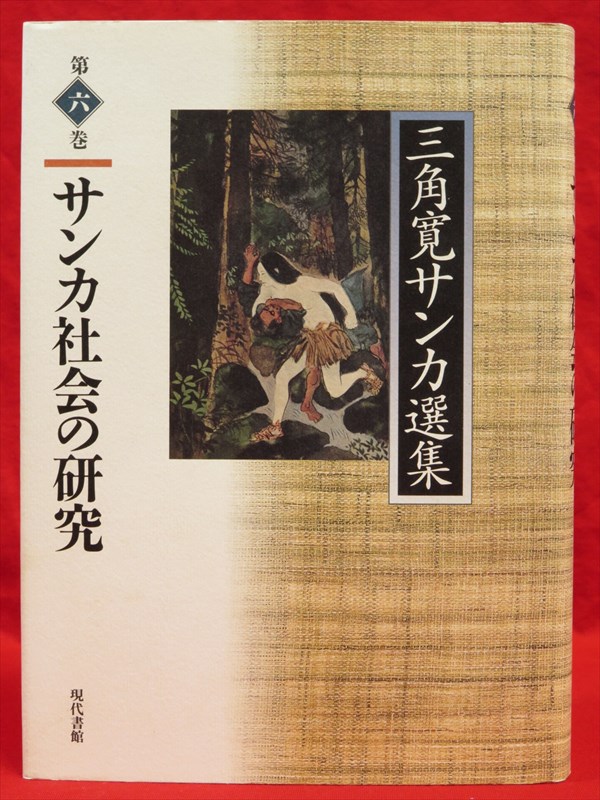 三角寛サンカ選集
第六巻
サンカ社会の研究
現代書館